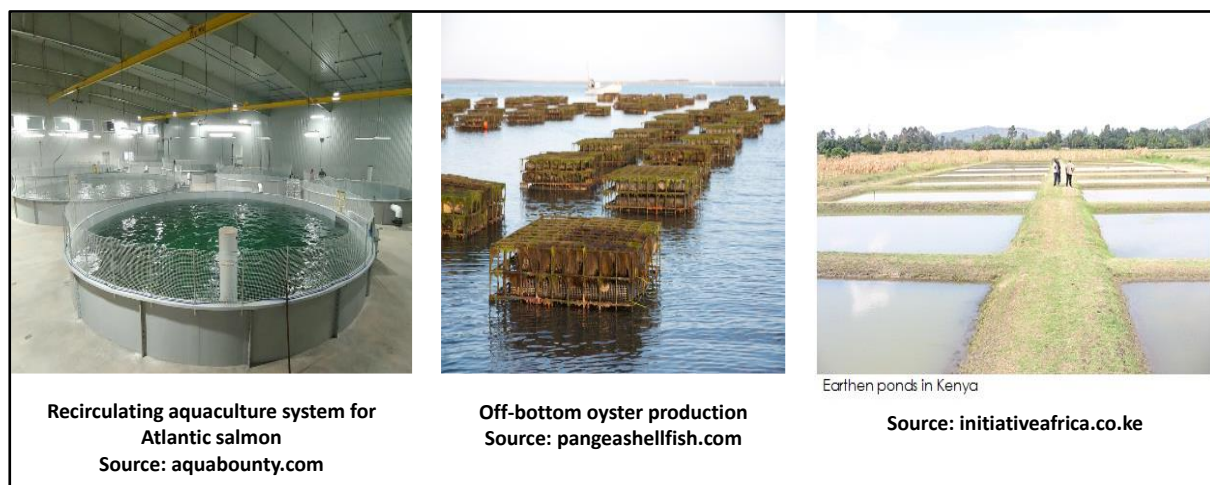 Earthen ponds in Kenya
Recirculating aquaculture system for
Atlantic salmon
Source: aquabounty.com
Off-bottom oyster production
Source: pangeashellfish.com
Source: initiativeafrica.co.ke